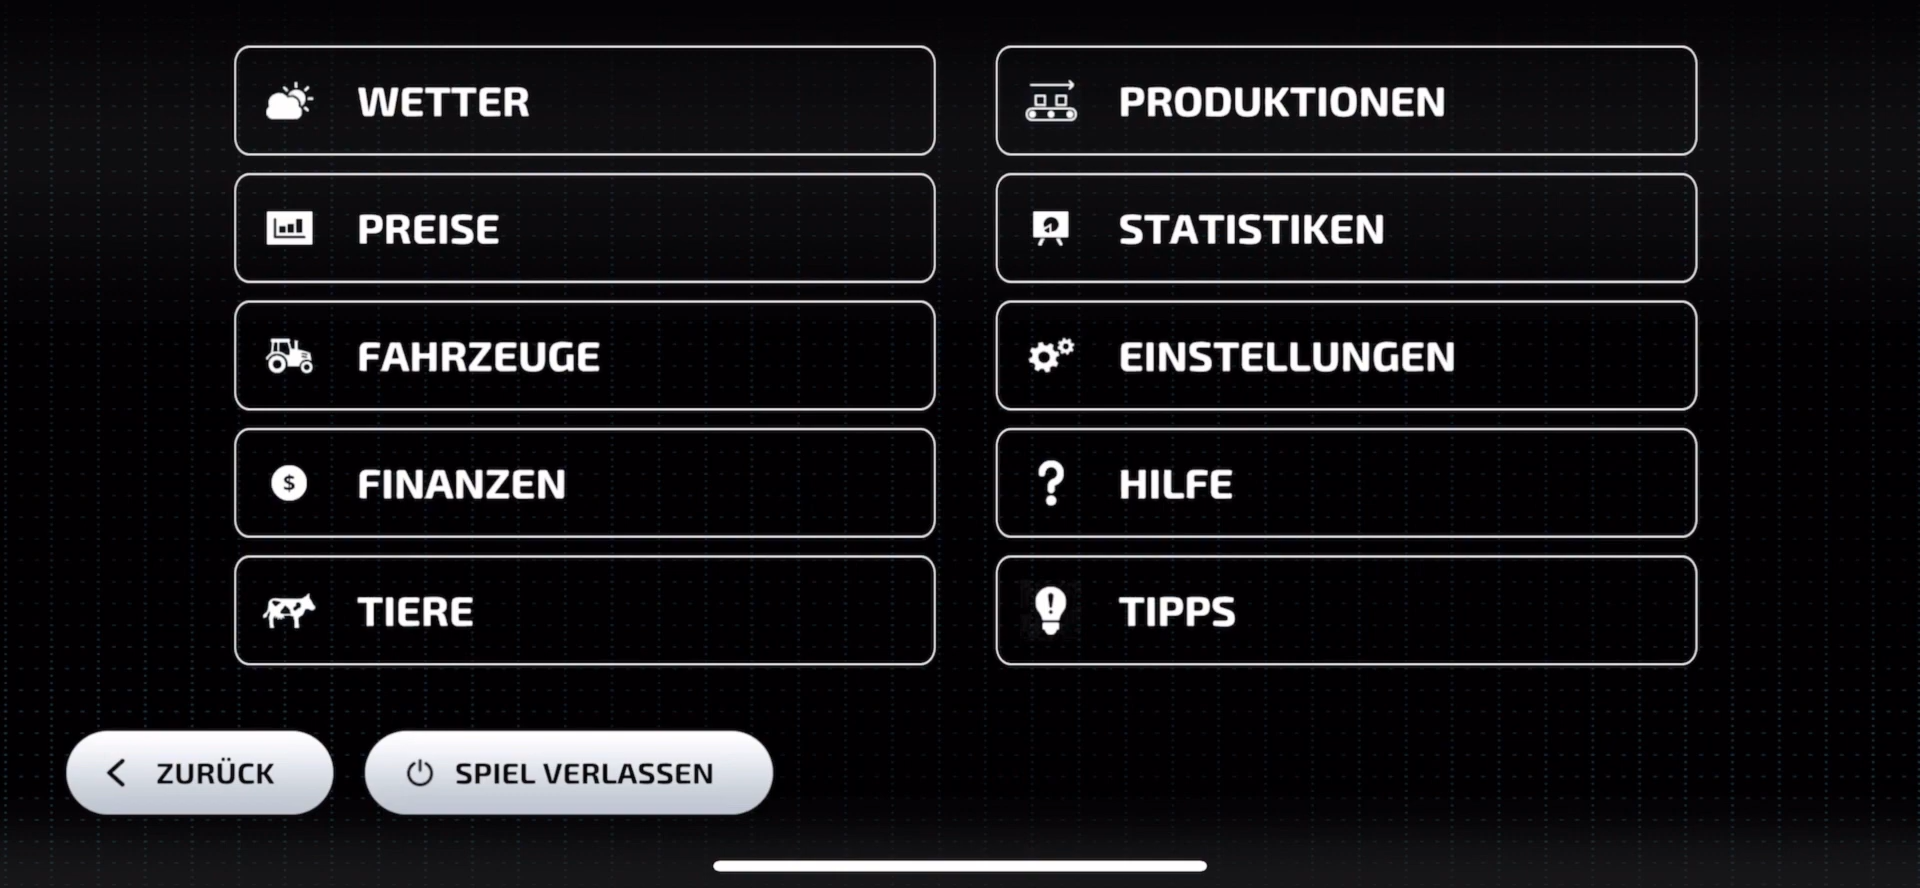 WETTER
PRODUKTIONEN
PREISE
STATISTIKEN
FAHRZEUGE
EINSTELLUNGEN
$
FINANZEN
?
HILFE
TIERE
!
TIPPS
ZURÜCK
SPIEL VERLASSEN